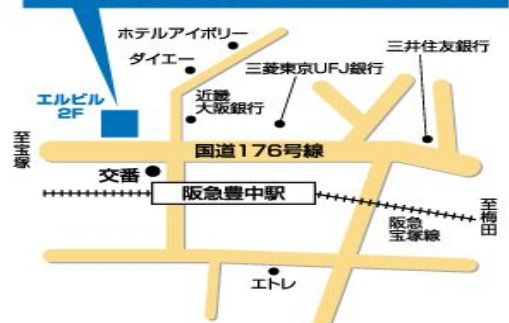 ホテルアイボリー
ダイエー
三井住友銀行
三菱東京UFJ銀行
近畿
大阪銀行
エルビル
2F
至宝塚
国道176号線
交番
阪急豊中駅
至梅田
阪急
宝塚線
エトレ